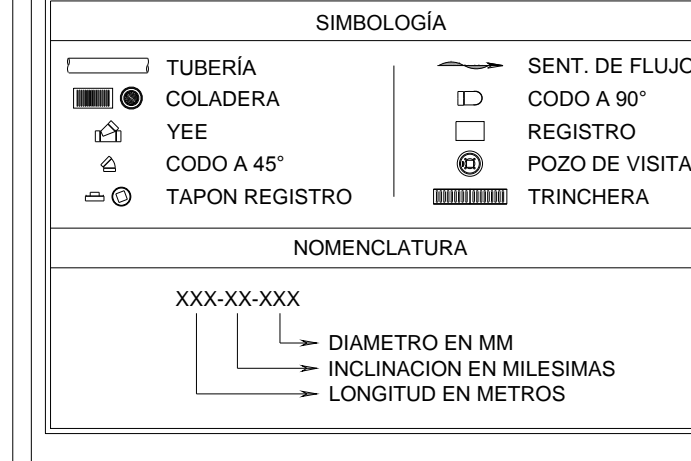 SIMBOLOGÍA
TUBERÍA
COLADERA
YEE
CODO A 45°
TAPON REGISTRO
SENT. DE FLUJO
CODO A 90°
REGISTRO
POZO DE VISITA
TRINCHERA
NOMENCLATURA
XXX-XX-XXX
DIAMETRO EN MM
INCLINACION EN MILESIMAS
LONGITUD EN METROS